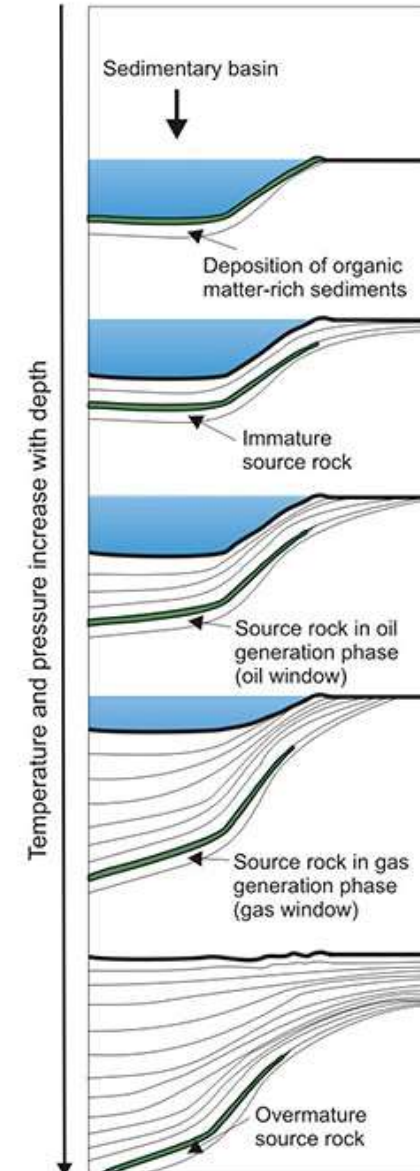 Sedimentary basin
Deposition of organic
matter-rich sediments
Immature
source rock
Source rock in oil
generation phase
(oil window)
Source rock in gas
generation phase
(gas window)
Overmature
source rock
Temperature and pressure increase with depth